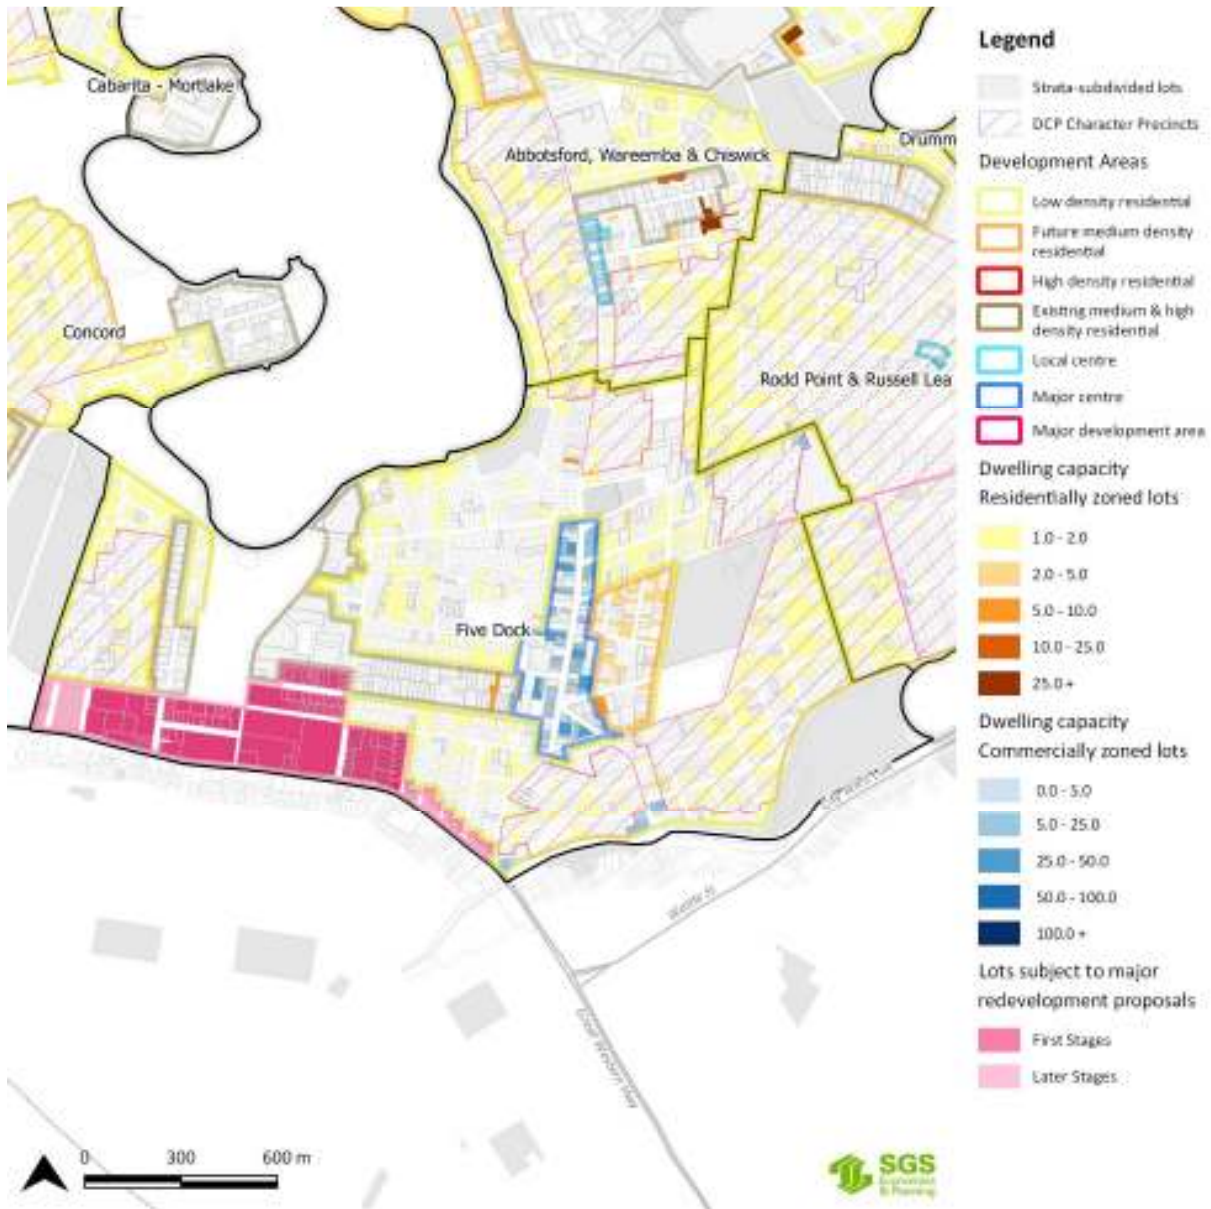 Cabarita - Mortlake
Abbotsford, Wareemba & Chiswick
Drumm
Concord
Rodd Point & Russell Lea
Five Dock
Great Western Hwy
0 300 600 m
SGS
Economics
& Planning
Legend
Strata-subdivided lots
DCP Character Precincts
Development Areas
Low density residential
Future medium density
residential
High density residential
Existing medium & high
density residential
Local centre
Major centre
Major development area
Dwelling capacity
Residentially zoned lots
1.0 - 2.0
2.0 - 5.0
5.0 - 10.0
10.0 - 25.0
25.0 +
Dwelling capacity
Commercially zoned lots
0.0 - 5.0
5.0 - 25.0
25.0 - 50.0
50.0 - 100.0
100.0 +
Lots subject to major
redevelopment proposals
First Stages
Later Stages